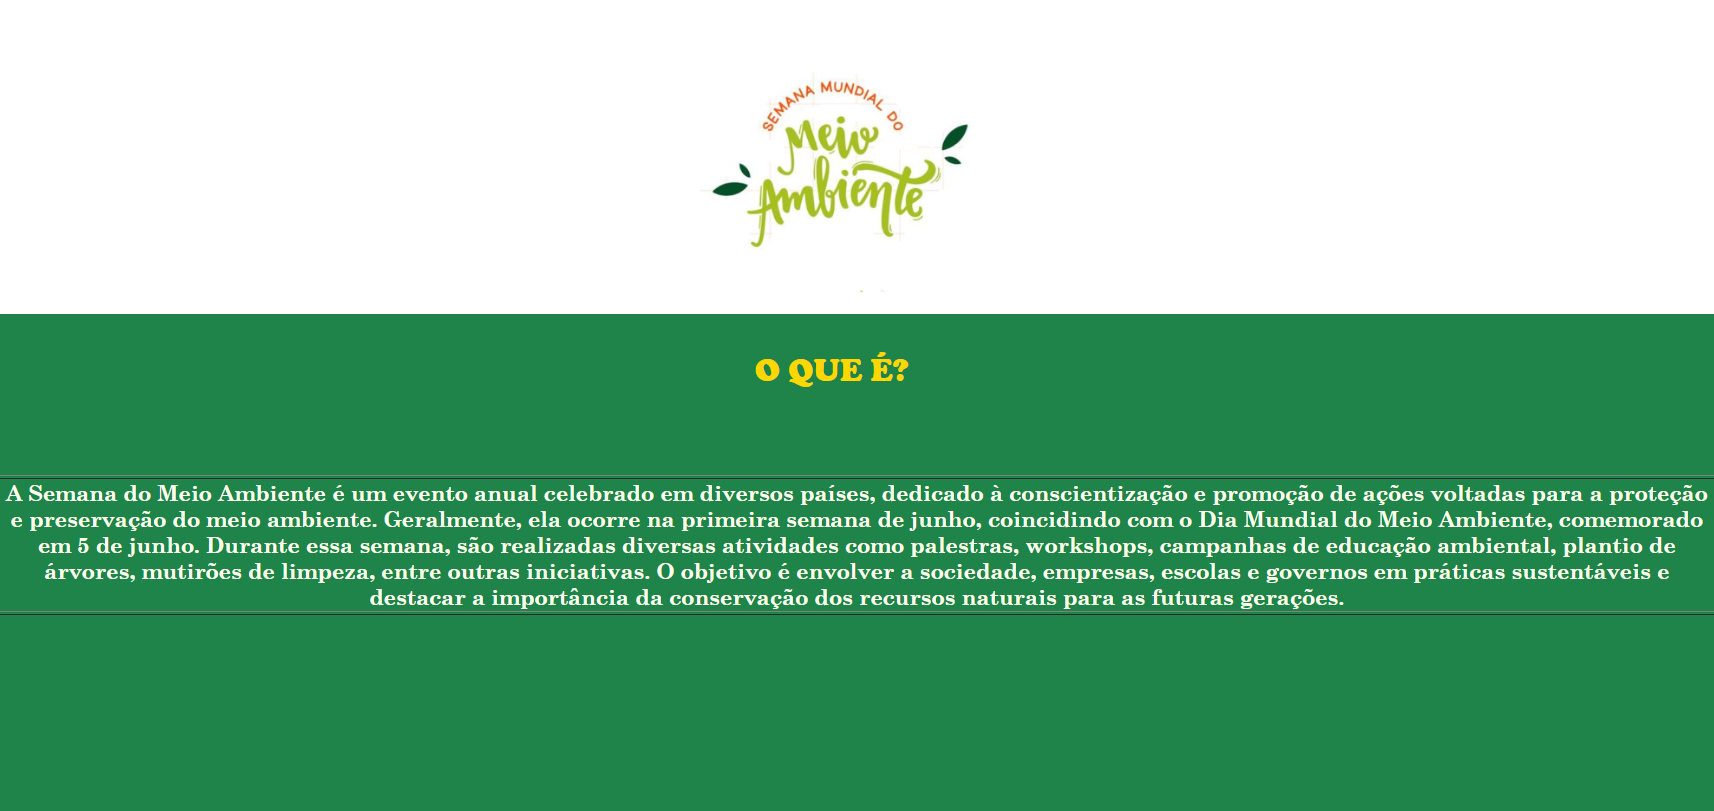 SEMANA MUNDIAL DO
Meio
Ambiente
O QUE É?
A Semana do Meio Ambiente é um evento anual celebrado em diversos países, dedicado à conscientização e promoção de ações voltadas para a proteção
e preservação do meio ambiente. Geralmente, ela ocorre na primeira semana de junho, coincidindo com o Dia Mundial do Meio Ambiente, comemorado
em 5 de junho. Durante essa semana, são realizadas diversas atividades como palestras, workshops, campanhas de educação ambiental, plantio de
árvores, mutirões de limpeza, entre outras iniciativas. O objetivo é envolver a sociedade, empresas, escolas e governos em práticas sustentáveis e
destacar a importância da conservação dos recursos naturais para as futuras gerações.